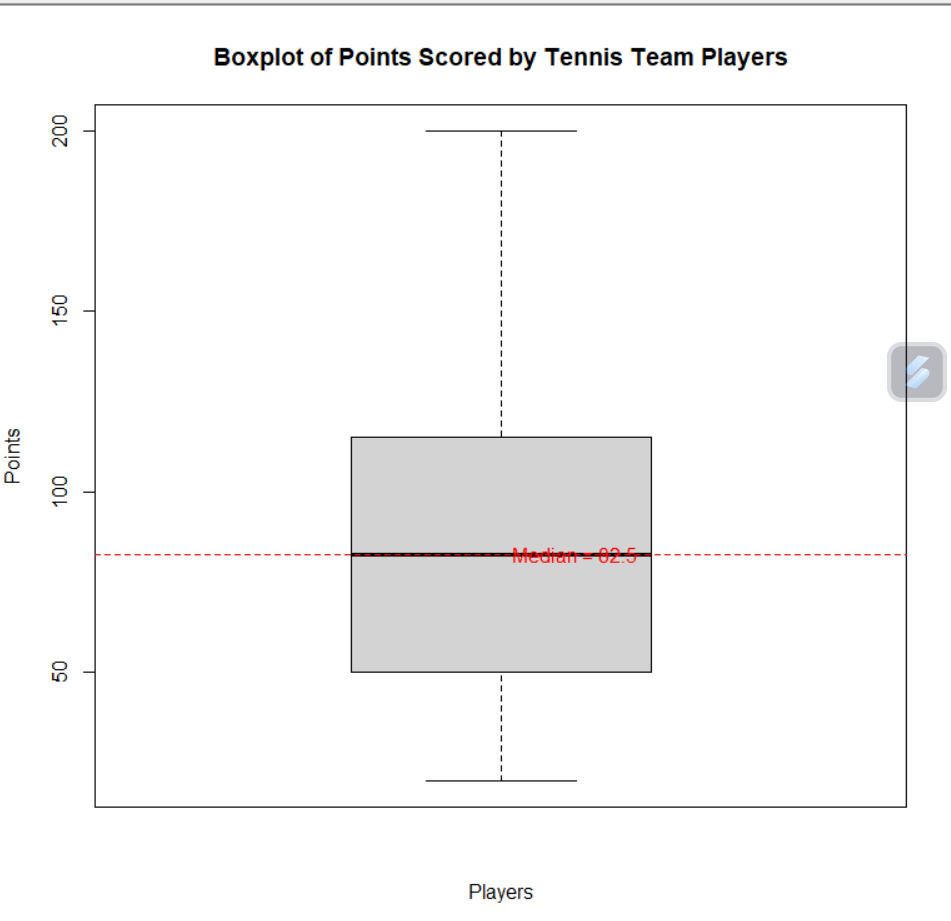 Boxplot of Points Scored by Tennis Team Players
200
150
100
50
Points
Median = 82.5
Players